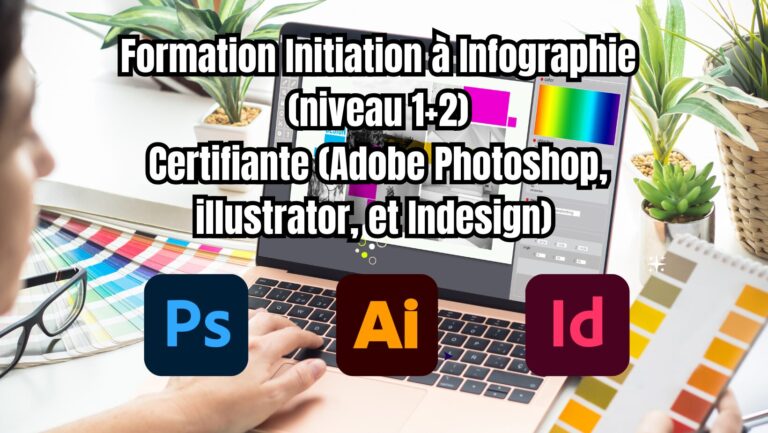 Formation Initiation à Infographie
(niveau 1+2)
Certifiante (Adobe Photoshop,
illustrator, et Indesign)
Ps
Ai
Id